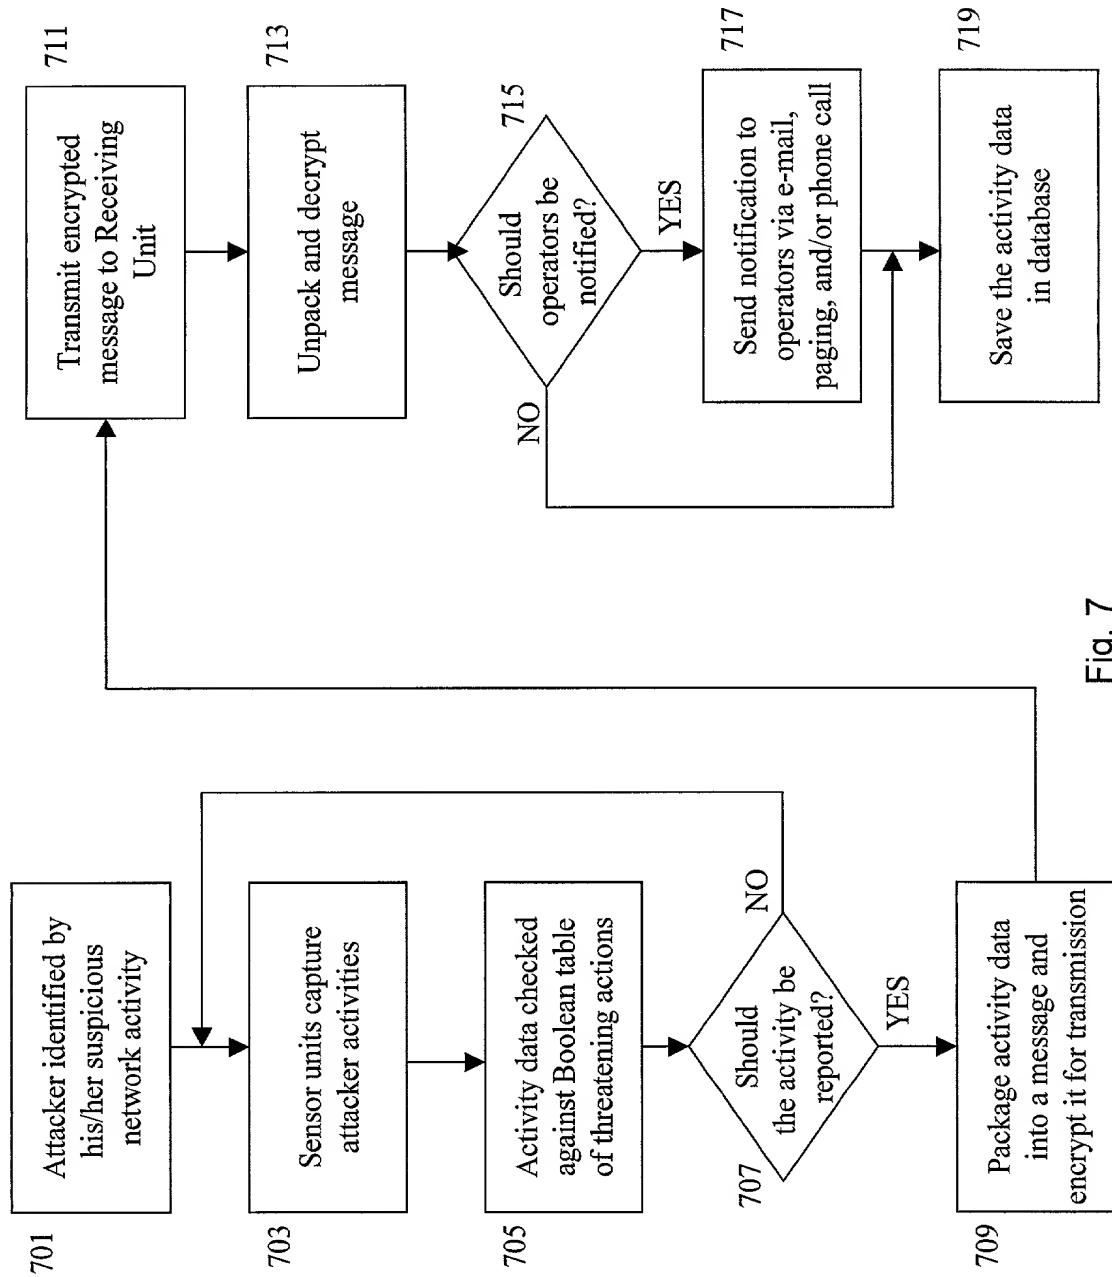 701
Attacker identified by
his/her suspicious
network activity
703
Sensor units capture
attacker activities
705
Activity data checked
against Boolean table
of threatening actions
707
Should
the activity be
reported?
NO
YES
709
Package activity data
into a message and
encrypt it for transmission
711
Transmit encrypted
message to Receiving
Unit
713
Unpack and decrypt
message
715
Should
operators be
notified?
NO
YES
717
Send notification to
operators via e-mail,
paging, and/or phone call
719
Save the activity data
in database
Fig. 7